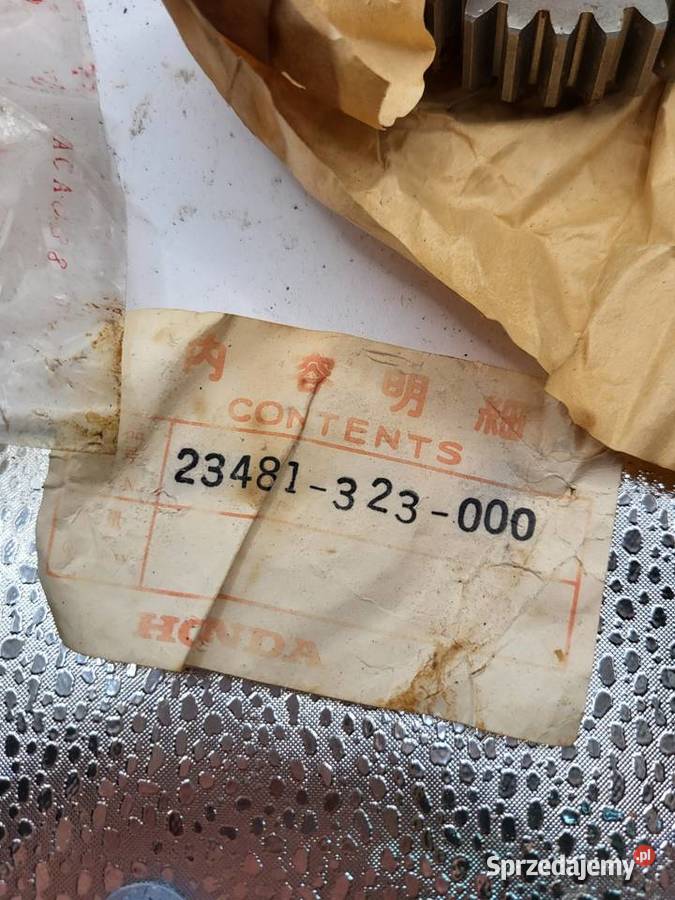 内容明細
CONTENTS
23481-323-000
HONDA
Sprzedajemy.pl